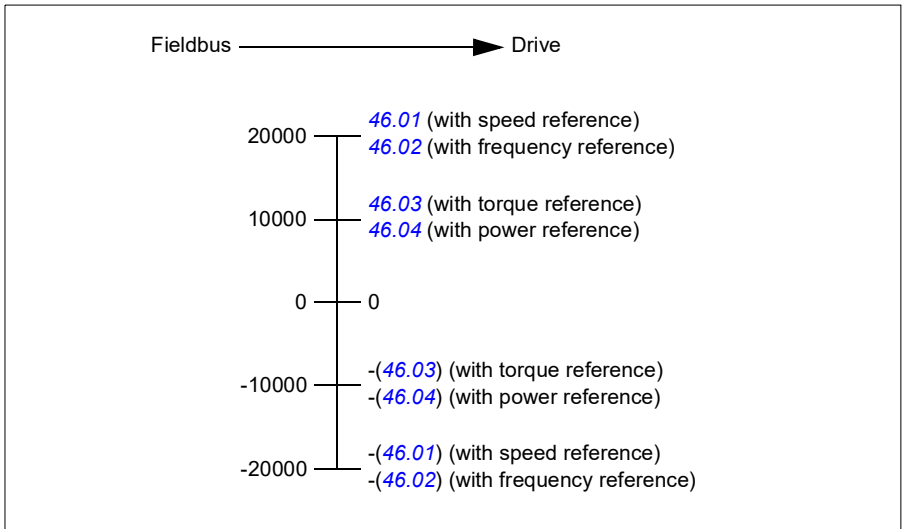 Fieldbus Drive
46.01 (with speed reference)
20000
46.02 (with frequency reference)
46.03 (with torque reference)
10000
46.04 (with power reference)
0 0
-(46.03) (with torque reference)
-10000
-(46.04) (with power reference)
-(46.01) (with speed reference)
-20000
-(46.02) (with frequency reference)